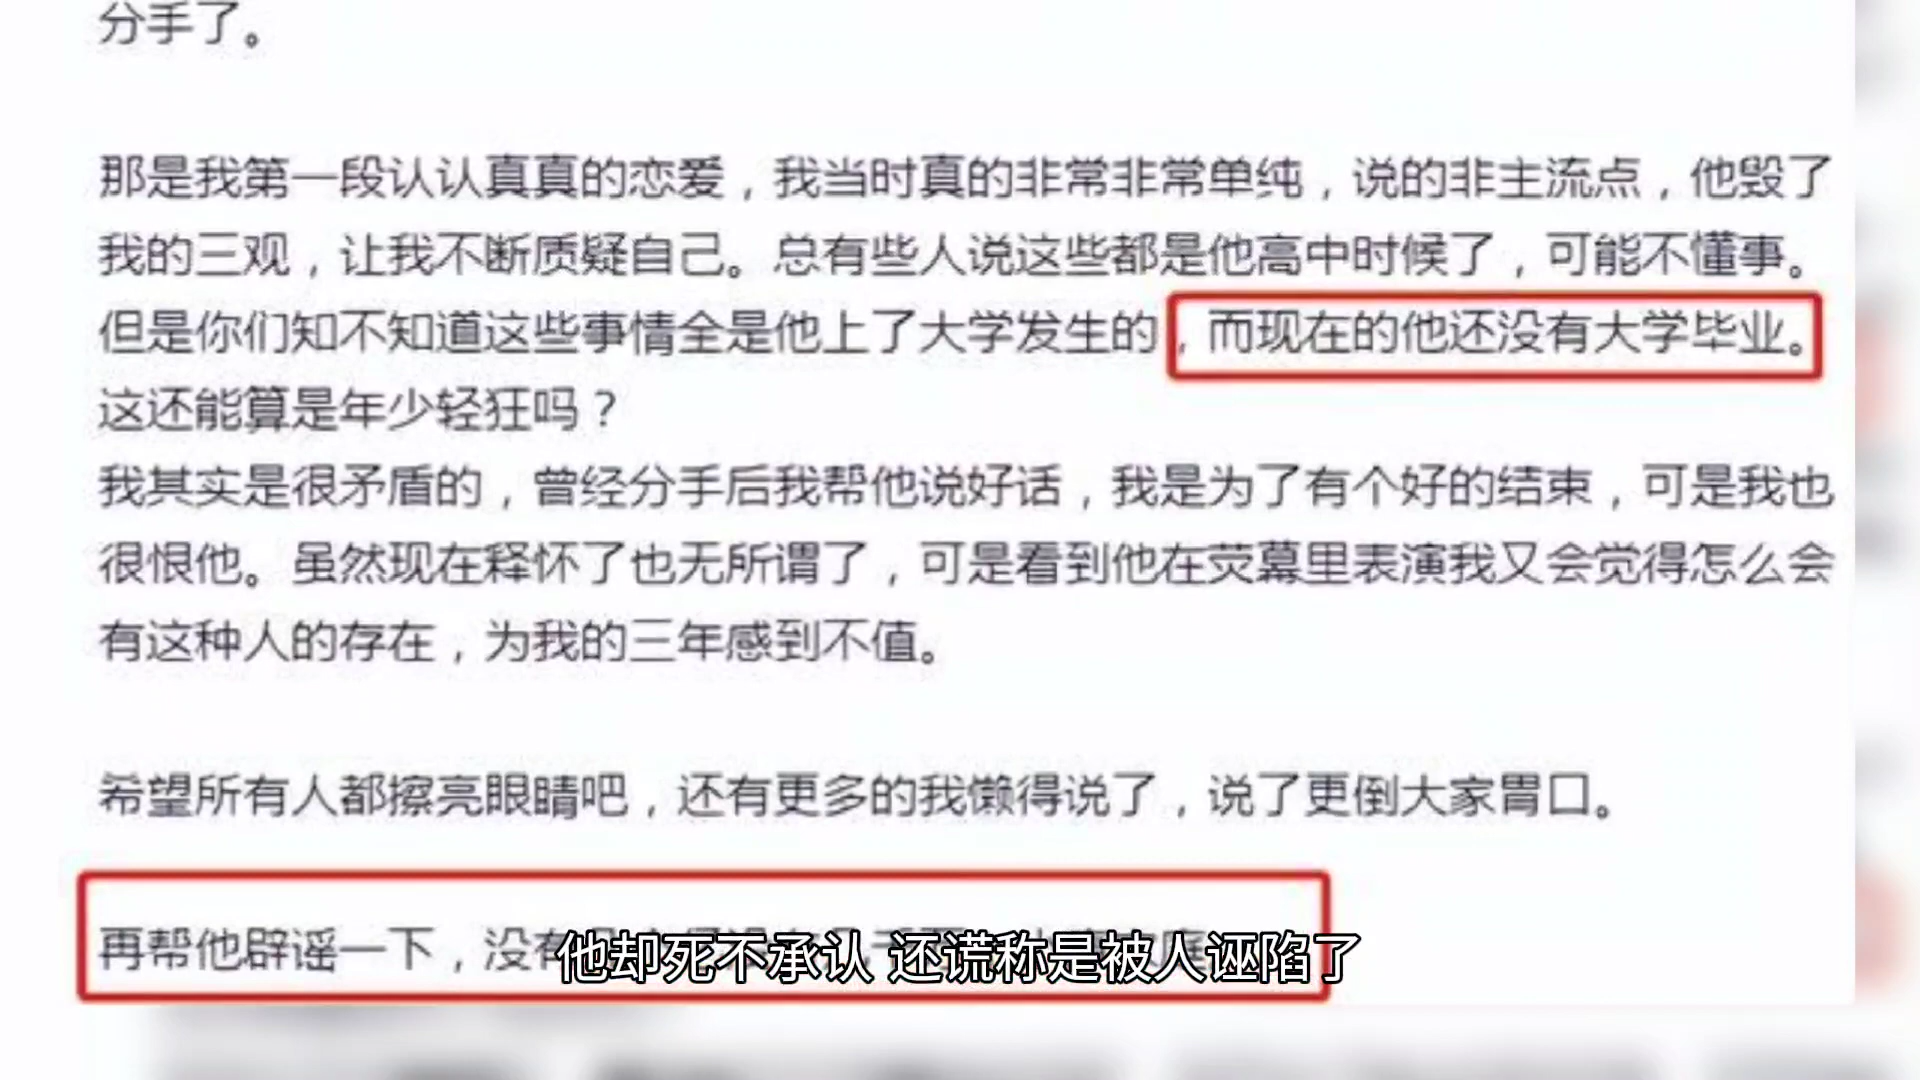 分手了。
那是我第一段认认真真的恋爱，我当时真的非常非常单纯，说的非主流点，他毁了
我的三观，让我不断质疑自己。总有些人说这些都是他高中时候了，可能不懂事。
但是你们知不知道这些事情全是他上了大学发生的，而现在的他还没有大学毕业。
这还能算是年少轻狂吗？
我其实是很矛盾的，曾经分手后我帮他说好话，我是为了有个好的结束，可是我也
很恨他。虽然现在释怀了也无所谓了，可是看到他在荧幕里表演我又会觉得怎么会
有这种人的存在，为我的三年感到不值。
希望所有人都擦亮眼睛吧，还有更多的我懒得说了，说了更倒大家胃口。
再帮他辟谣一下，没有
他却死不承认 还谎称是被人诬陷了